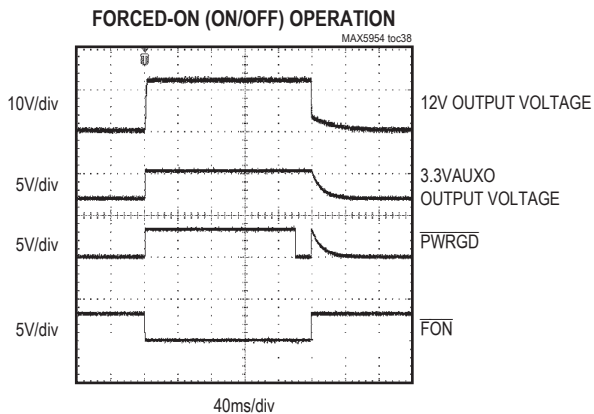 FORCED-ON (ON/OFF) OPERATION
MAX5954 toc38
10V/div
12V OUTPUT VOLTAGE
5V/div
3.3VAUXO
OUTPUT VOLTAGE
5V/div
PWRGD
5V/div
FON
40ms/div